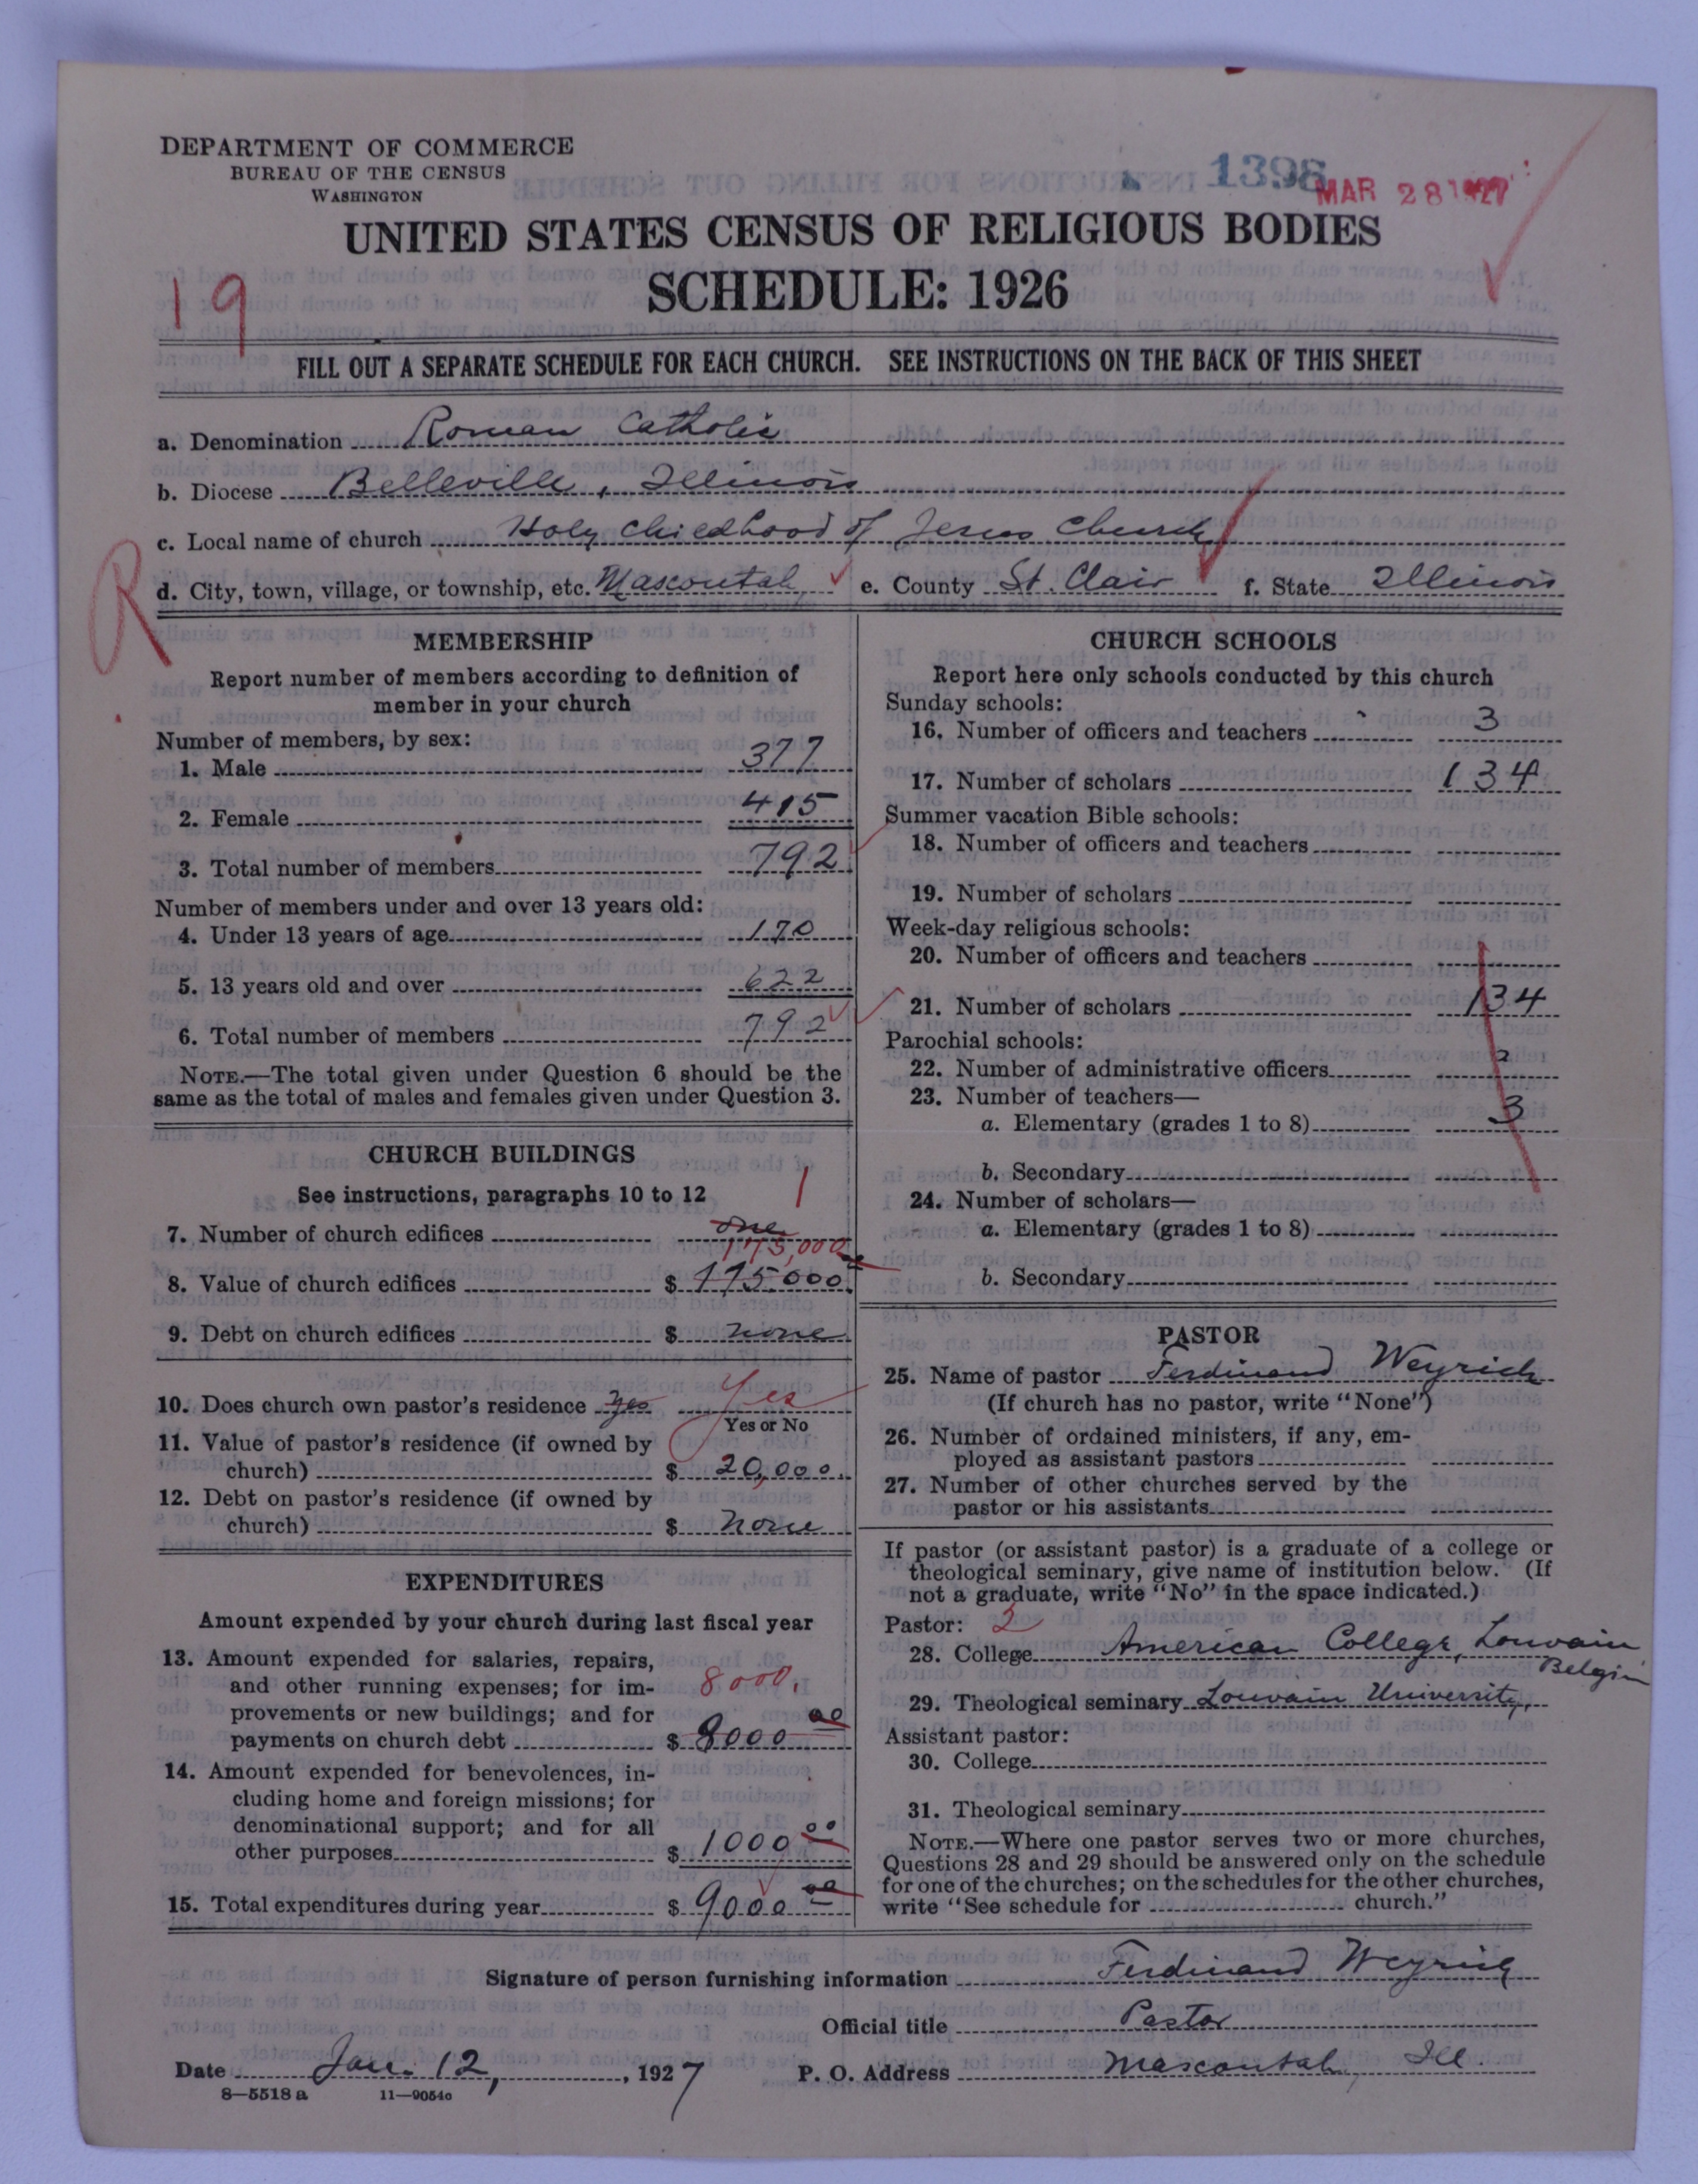 DEPARTMENT OF COMMERCE
BUREAU OF THE CENSUS
WASHINGTON
1398
MAR 28 1927
UNITED STATES CENSUS OF RELIGIOUS BODIES
SCHEDULE: 1926
19
FILL OUT A SEPARATE SCHEDULE FOR EACH CHURCH. SEE INSTRUCTIONS ON THE BACK OF THIS SHEET
a. Denomination Roman Catholic
b. Diocese Belleville, Illinois
c. Local name of church Holy Childhood of Jesus Church
R
d. City, town, village, or township, etc. Mascoutah e. County St. Clair f. State Illinois
MEMBERSHIP
Report number of members according to definition of
member in your church
Number of members, by sex:
1. Male 377
2. Female 415
3. Total number of members 792
Number of members under and over 13 years old:
4. Under 13 years of age 170
5. 13 years old and over 622
6. Total number of members 792
NOTE.—The total given under Question 6 should be the
same as the total of males and females given under Question 3.
CHURCH BUILDINGS
See instructions, paragraphs 10 to 12
1
7. Number of church edifices one
175,000
8. Value of church edifices $ 175000
9. Debt on church edifices $ none
10. Does church own pastor's residence yes Yes
Yes or No
11. Value of pastor's residence (if owned by
church) $ 20,000
12. Debt on pastor's residence (if owned by
church) $ none
EXPENDITURES
Amount expended by your church during last fiscal year
13. Amount expended for salaries, repairs,
and other running expenses; for im- 8000.
provements or new buildings; and for
payments on church debt $ 8000 00
14. Amount expended for benevolences, in-
cluding home and foreign missions; for
denominational support; and for all
other purposes $ 1000 00
15. Total expenditures during year $ 9000 00
CHURCH SCHOOLS
Report here only schools conducted by this church
Sunday schools:
16. Number of officers and teachers 3
17. Number of scholars 134
Summer vacation Bible schools:
18. Number of officers and teachers
19. Number of scholars
Week-day religious schools:
20. Number of officers and teachers
21. Number of scholars 134
Parochial schools:
22. Number of administrative officers
23. Number of teachers—
a. Elementary (grades 1 to 8) 3
b. Secondary
24. Number of scholars—
a. Elementary (grades 1 to 8)
b. Secondary
PASTOR
25. Name of pastor Ferdinand Weyrich
(If church has no pastor, write "None")
26. Number of ordained ministers, if any, em-
ployed as assistant pastors
27. Number of other churches served by the
pastor or his assistants
If pastor (or assistant pastor) is a graduate of a college or
theological seminary, give name of institution below. (If
not a graduate, write "No" in the space indicated.)
Pastor: 2
28. College American College, Louvain
Belgium
29. Theological seminary Louvain University,
Assistant pastor:
30. College
31. Theological seminary
NOTE.—Where one pastor serves two or more churches,
Questions 28 and 29 should be answered only on the schedule
for one of the churches; on the schedules for the other churches,
write "See schedule for church."
Signature of person furnishing information Ferdinand Weyrich
Official title Pastor
Date Jan. 12, 1927 P. O. Address Mascoutah, Ill.
8—5518 a 11—9054c